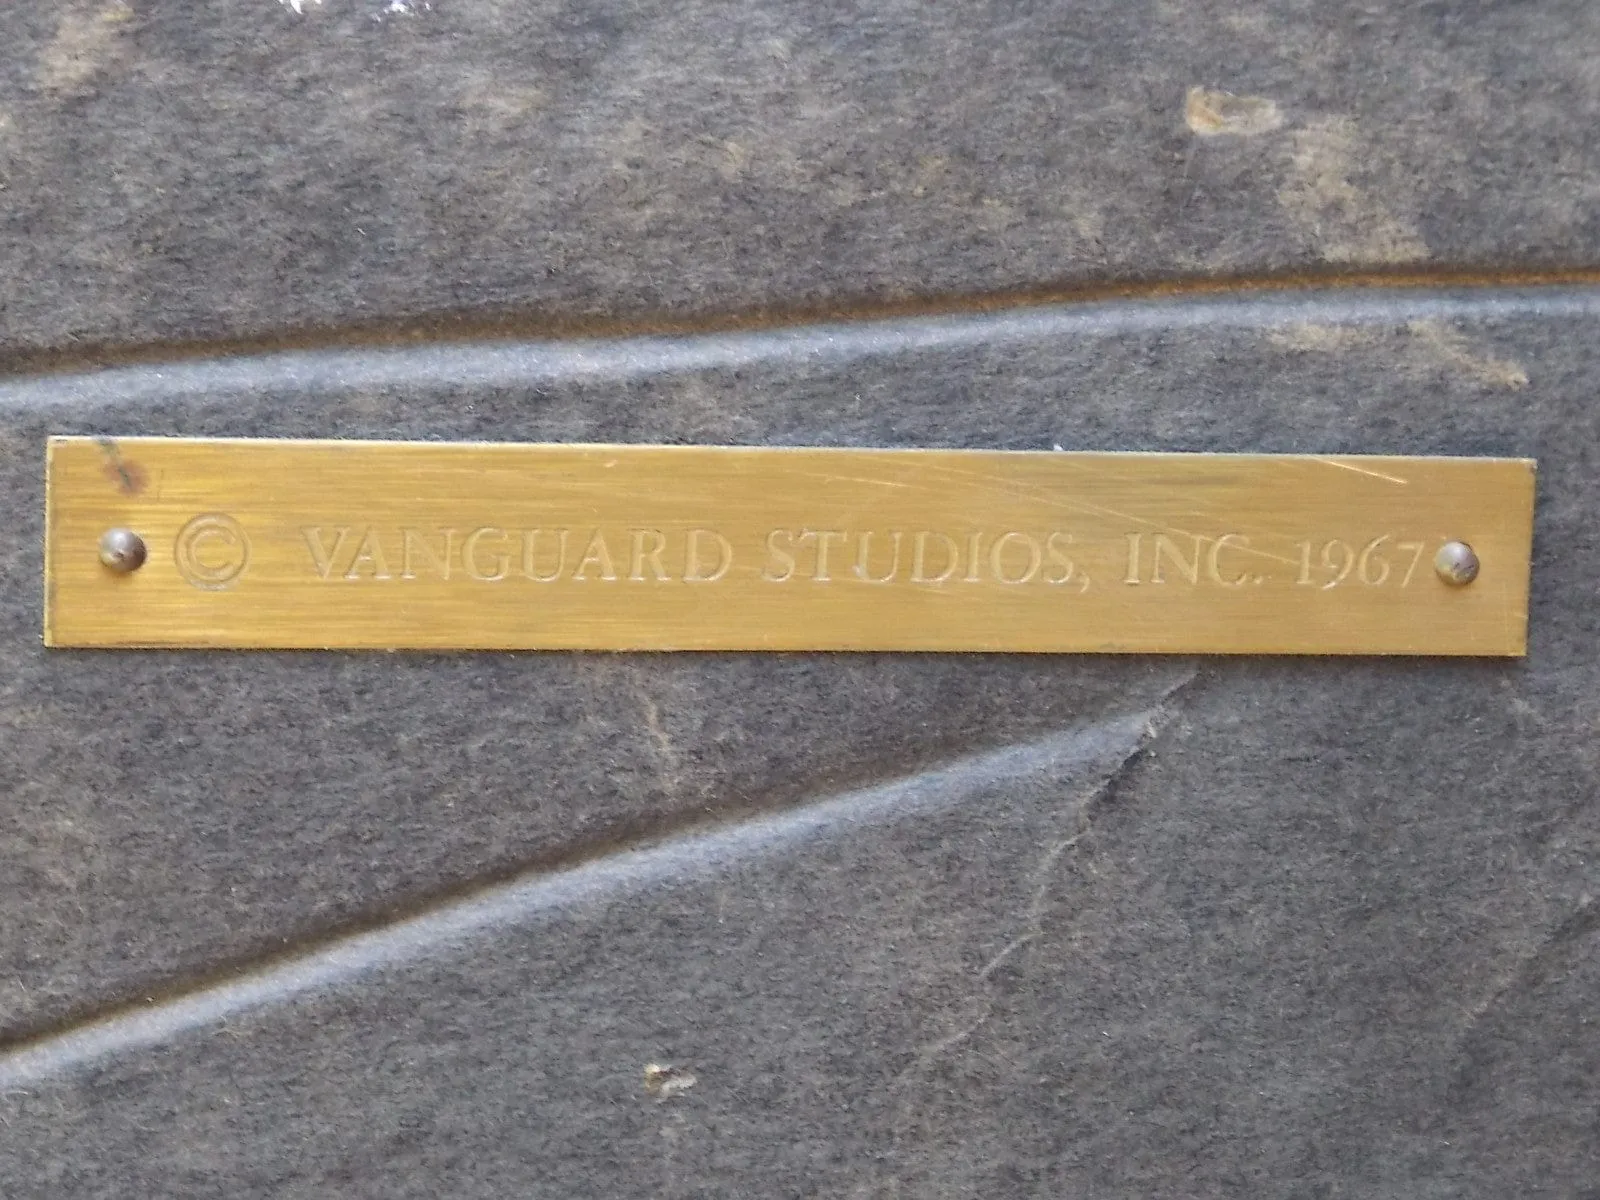 © VANGUARD STUDIOS, INC. 1967